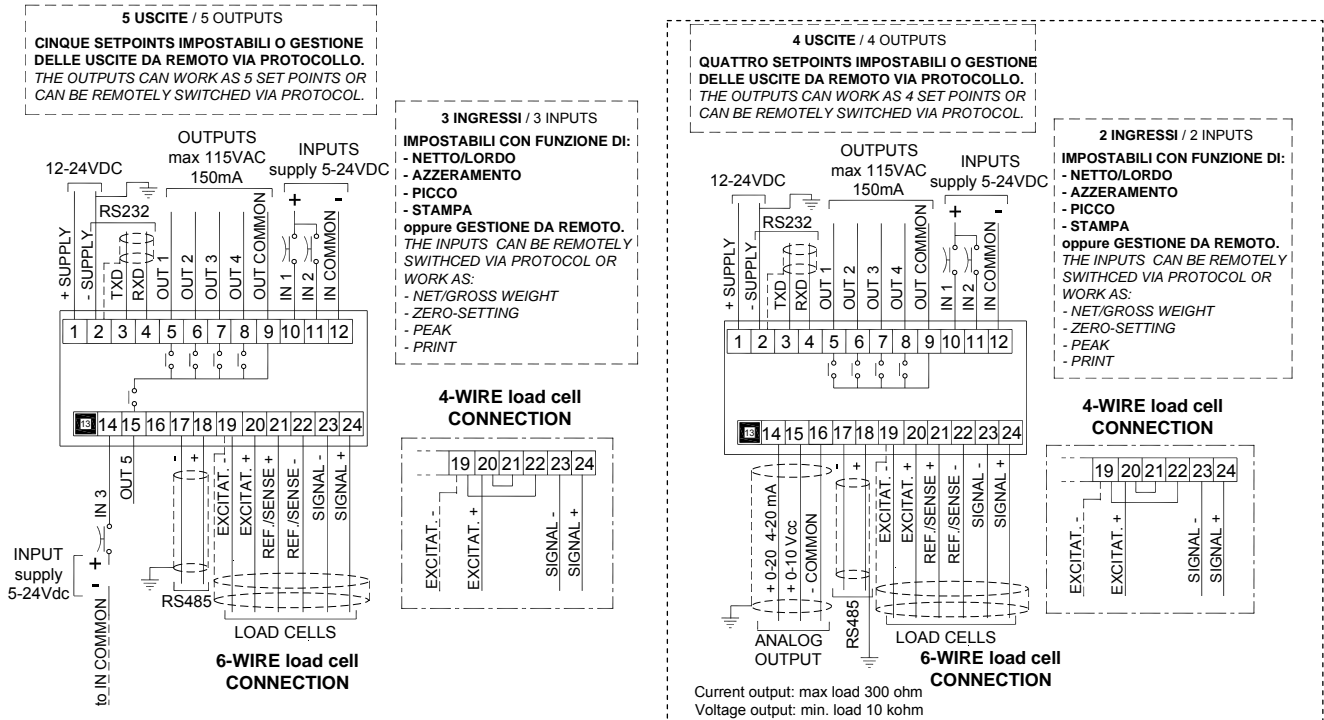 5 USCITE / 5 OUTPUTS
CINQUE SETPOINTS IMPOSTABILI O GESTIONE
DELLE USCITE DA REMOTO VIA PROTOCOLLO.
THE OUTPUTS CAN WORK AS 5 SET POINTS OR
CAN BE REMOTELY SWITCHED VIA PROTOCOL.
3 INGRESSI / 3 INPUTS
IMPOSTABILI CON FUNZIONE DI:
- NETTO/LORDO
- AZZERAMENTO
- PICCO
- STAMPA
oppure GESTIONE DA REMOTO.
THE INPUTS CAN BE REMOTELY
SWITHCED VIA PROTOCOL OR
WORK AS:
- NET/GROSS WEIGHT
- ZERO-SETTING
- PEAK
- PRINT
12-24VDC
OUTPUTS
max 115VAC
150mA
INPUTS
supply 5-24VDC
+ -
RS232
+ SUPPLY
- SUPPLY
TXD
RXD
OUT 1
OUT 2
OUT 3
OUT 4
OUT COMMON
IN 1
IN 2
IN COMMON
1 2 3 4 5 6 7 8 9 10 11 12
13 14 15 16 17 18 19 20 21 22 23 24
IN 3
OUT 5
- +
EXCITAT. -
EXCITAT. +
REF./SENSE +
REF./SENSE -
SIGNAL -
SIGNAL +
INPUT
supply
5-24Vdc
+
-
to IN COMMON
RS485
LOAD CELLS
6-WIRE load cell
CONNECTION
4-WIRE load cell
CONNECTION
19 20 21 22 23 24
EXCITAT. -
EXCITAT. +
SIGNAL -
SIGNAL +
4 USCITE / 4 OUTPUTS
QUATTRO SETPOINTS IMPOSTABILI O GESTIONE
DELLE USCITE DA REMOTO VIA PROTOCOLLO.
THE OUTPUTS CAN WORK AS 4 SET POINTS OR
CAN BE REMOTELY SWITCHED VIA PROTOCOL.
2 INGRESSI / 2 INPUTS
IMPOSTABILI CON FUNZIONE DI:
- NETTO/LORDO
- AZZERAMENTO
- PICCO
- STAMPA
oppure GESTIONE DA REMOTO.
THE INPUTS CAN BE REMOTELY
SWITHCED VIA PROTOCOL OR
WORK AS:
- NET/GROSS WEIGHT
- ZERO-SETTING
- PEAK
- PRINT
12-24VDC
OUTPUTS
max 115VAC
150mA
INPUTS
supply 5-24VDC
+ -
RS232
+ SUPPLY
- SUPPLY
TXD
RXD
OUT 1
OUT 2
OUT 3
OUT 4
OUT COMMON
IN 1
IN 2
IN COMMON
1 2 3 4 5 6 7 8 9 10 11 12
13 14 15 16 17 18 19 20 21 22 23 24
+ 0-20 4-20 mA
+ 0-10 Vcc
- COMMON
- +
EXCITAT. -
EXCITAT. +
REF./SENSE +
REF./SENSE -
SIGNAL -
SIGNAL +
ANALOG
OUTPUT
RS485
LOAD CELLS
6-WIRE load cell
CONNECTION
4-WIRE load cell
CONNECTION
19 20 21 22 23 24
EXCITAT. -
EXCITAT. +
SIGNAL -
SIGNAL +
Current output: max load 300 ohm
Voltage output: min. load 10 kohm